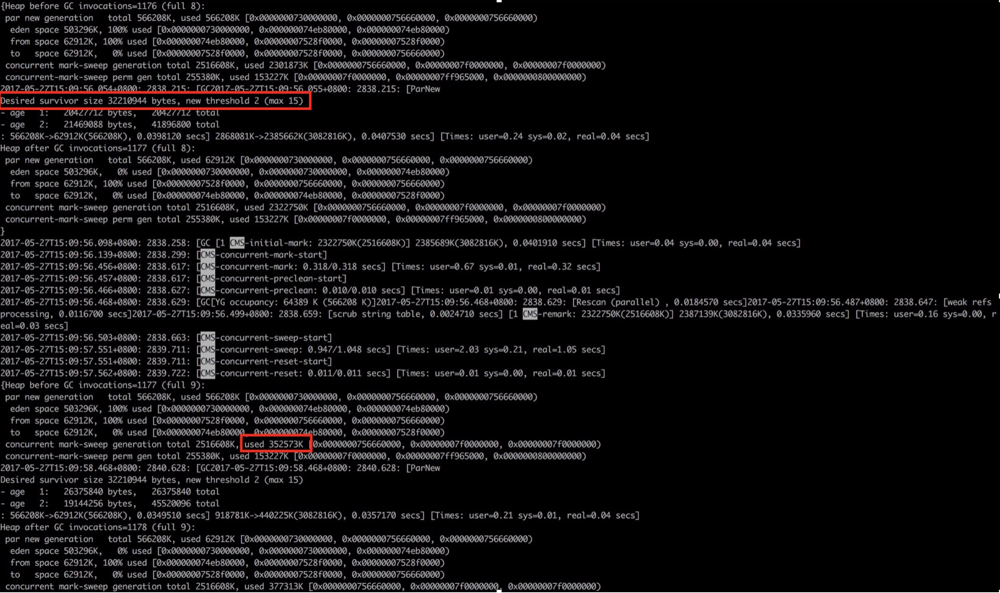 {Heap before GC invocations=1176 (full 8):
 par new generation   total 566208K, used 566208K [0x0000000730000000, 0x0000000756660000, 0x0000000756660000)
  eden space 503296K, 100% used [0x0000000730000000, 0x000000074eb80000, 0x000000074eb80000)
  from space 62912K, 100% used [0x000000074eb80000, 0x00000007528f0000, 0x00000007528f0000)
  to   space 62912K,   0% used [0x00000007528f0000, 0x00000007528f0000, 0x0000000756660000)
 concurrent mark-sweep generation total 2516608K, used 2301873K [0x0000000756660000, 0x00000007f0000000, 0x00000007f0000000)
 concurrent-mark-sweep perm gen total 255380K, used 153227K [0x00000007f0000000, 0x00000007ff965000, 0x0000000800000000)
2017-05-27T15:09:56.054+0800: 2838.215: [GC2017-05-27T15:09:56.055+0800: 2838.215: [ParNew
Desired survivor size 32210944 bytes, new threshold 2 (max 15)
- age   1:   20427712 bytes,   20427712 total
- age   2:   21469088 bytes,   41896800 total
: 566208K->62912K(566208K), 0.0398120 secs] 2868081K->2385662K(3082816K), 0.0407530 secs] [Times: user=0.24 sys=0.02, real=0.04 secs]
Heap after GC invocations=1177 (full 8):
 par new generation   total 566208K, used 62912K [0x0000000730000000, 0x0000000756660000, 0x0000000756660000)
  eden space 503296K,   0% used [0x0000000730000000, 0x0000000730000000, 0x000000074eb80000)
  from space 62912K, 100% used [0x00000007528f0000, 0x0000000756660000, 0x0000000756660000)
  to   space 62912K,   0% used [0x000000074eb80000, 0x000000074eb80000, 0x00000007528f0000)
 concurrent mark-sweep generation total 2516608K, used 2322750K [0x0000000756660000, 0x00000007f0000000, 0x00000007f0000000)
 concurrent-mark-sweep perm gen total 255380K, used 153227K [0x00000007f0000000, 0x00000007ff965000, 0x0000000800000000)
}
2017-05-27T15:09:56.098+0800: 2838.258: [GC [1 CMS-initial-mark: 2322750K(2516608K)] 2385689K(3082816K), 0.0401910 secs] [Times: user=0.04 sys=0.00, real=0.04 secs]
2017-05-27T15:09:56.139+0800: 2838.299: [CMS-concurrent-mark-start]
2017-05-27T15:09:56.456+0800: 2838.617: [CMS-concurrent-mark: 0.318/0.318 secs] [Times: user=0.67 sys=0.01, real=0.32 secs]
2017-05-27T15:09:56.457+0800: 2838.617: [CMS-concurrent-preclean-start]
2017-05-27T15:09:56.466+0800: 2838.627: [CMS-concurrent-preclean: 0.010/0.010 secs] [Times: user=0.01 sys=0.00, real=0.01 secs]
2017-05-27T15:09:56.468+0800: 2838.629: [GC[YG occupancy: 64389 K (566208 K)]2017-05-27T15:09:56.468+0800: 2838.629: [Rescan (parallel) , 0.0184570 secs]2017-05-27T15:09:56.487+0800: 2838.647: [weak refs
processing, 0.0116700 secs]2017-05-27T15:09:56.499+0800: 2838.659: [scrub string table, 0.0024710 secs] [1 CMS-remark: 2322750K(2516608K)] 2387139K(3082816K), 0.0335960 secs] [Times: user=0.16 sys=0.00, r
eal=0.03 secs]
2017-05-27T15:09:56.503+0800: 2838.663: [CMS-concurrent-sweep-start]
2017-05-27T15:09:57.551+0800: 2839.711: [CMS-concurrent-sweep: 0.947/1.048 secs] [Times: user=2.03 sys=0.21, real=1.05 secs]
2017-05-27T15:09:57.551+0800: 2839.711: [CMS-concurrent-reset-start]
2017-05-27T15:09:57.562+0800: 2839.722: [CMS-concurrent-reset: 0.011/0.011 secs] [Times: user=0.01 sys=0.00, real=0.01 secs]
{Heap before GC invocations=1177 (full 9):
 par new generation   total 566208K, used 566208K [0x0000000730000000, 0x0000000756660000, 0x0000000756660000)
  eden space 503296K, 100% used [0x0000000730000000, 0x000000074eb80000, 0x000000074eb80000)
  from space 62912K, 100% used [0x00000007528f0000, 0x0000000756660000, 0x0000000756660000)
  to   space 62912K,   0% used [0x000000074eb80000, 0x000000074eb80000, 0x00000007528f0000)
 concurrent mark-sweep generation total 2516608K, used 352573K [0x0000000756660000, 0x00000007f0000000, 0x00000007f0000000)
 concurrent-mark-sweep perm gen total 255380K, used 153227K [0x00000007f0000000, 0x00000007ff965000, 0x0000000800000000)
2017-05-27T15:09:58.468+0800: 2840.628: [GC2017-05-27T15:09:58.468+0800: 2840.628: [ParNew
Desired survivor size 32210944 bytes, new threshold 2 (max 15)
- age   1:   26375840 bytes,   26375840 total
- age   2:   19144256 bytes,   45520096 total
: 566208K->62912K(566208K), 0.0349510 secs] 918781K->440225K(3082816K), 0.0357170 secs] [Times: user=0.21 sys=0.01, real=0.04 secs]
Heap after GC invocations=1178 (full 9):
 par new generation   total 566208K, used 62912K [0x0000000730000000, 0x0000000756660000, 0x0000000756660000)
  eden space 503296K,   0% used [0x0000000730000000, 0x0000000730000000, 0x000000074eb80000)
  from space 62912K, 100% used [0x000000074eb80000, 0x00000007528f0000, 0x00000007528f0000)
  to   space 62912K,   0% used [0x00000007528f0000, 0x00000007528f0000, 0x0000000756660000)
 concurrent mark-sweep generation total 2516608K, used 377313K [0x0000000756660000, 0x00000007f0000000, 0x00000007f0000000)